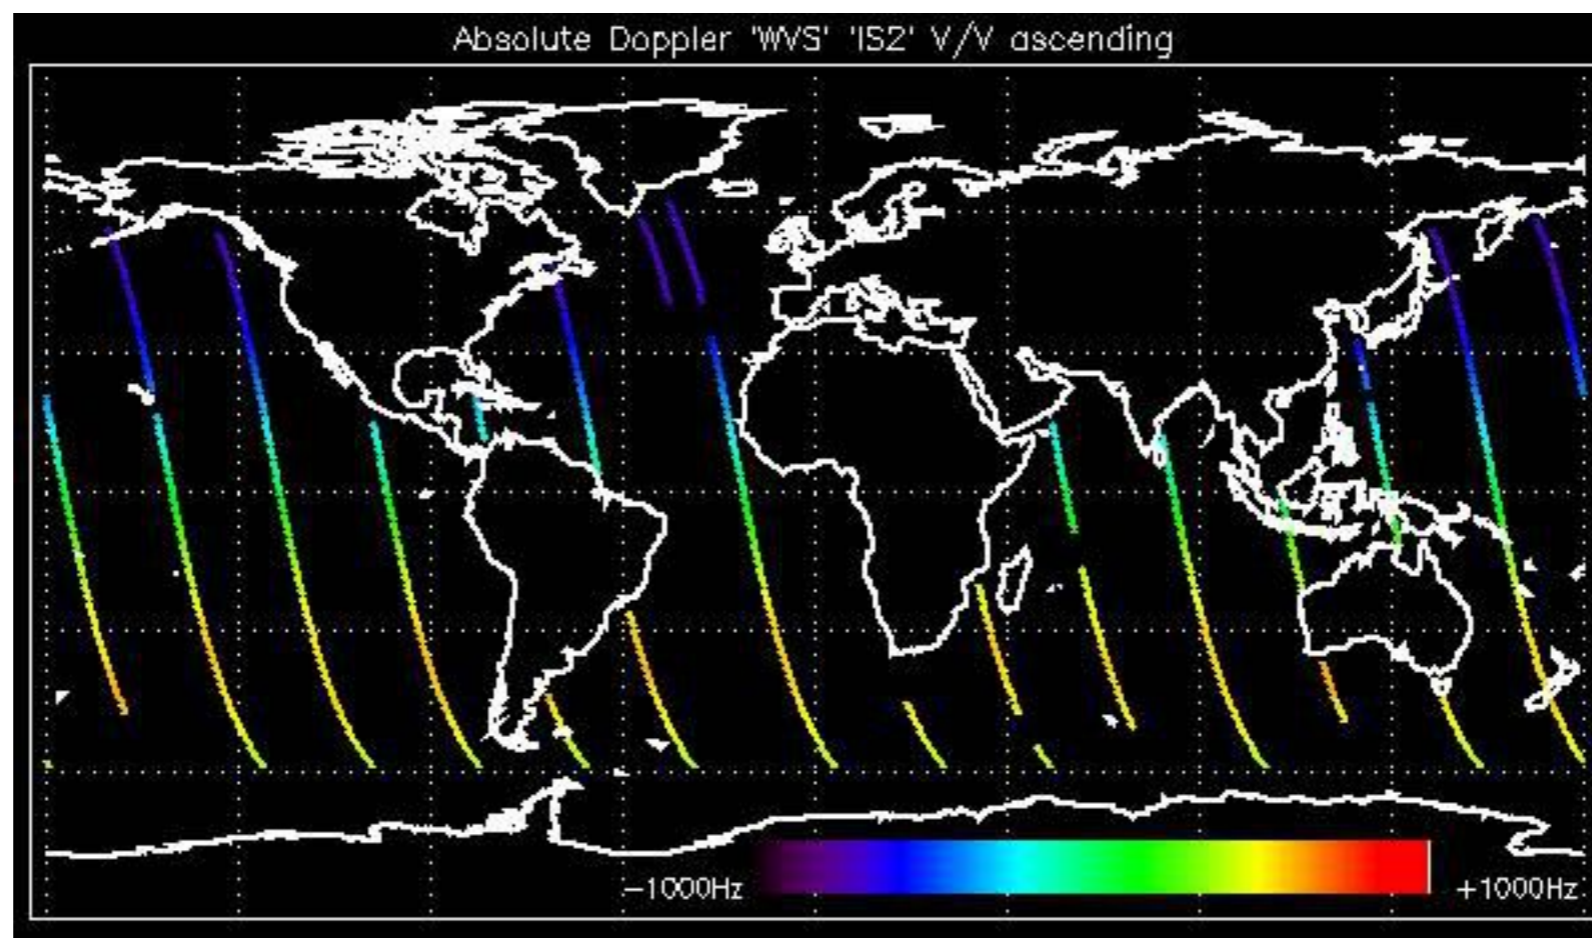 Absolute Doppler 'WVS' 'IS2' V/V ascending
−1000Hz +1000Hz